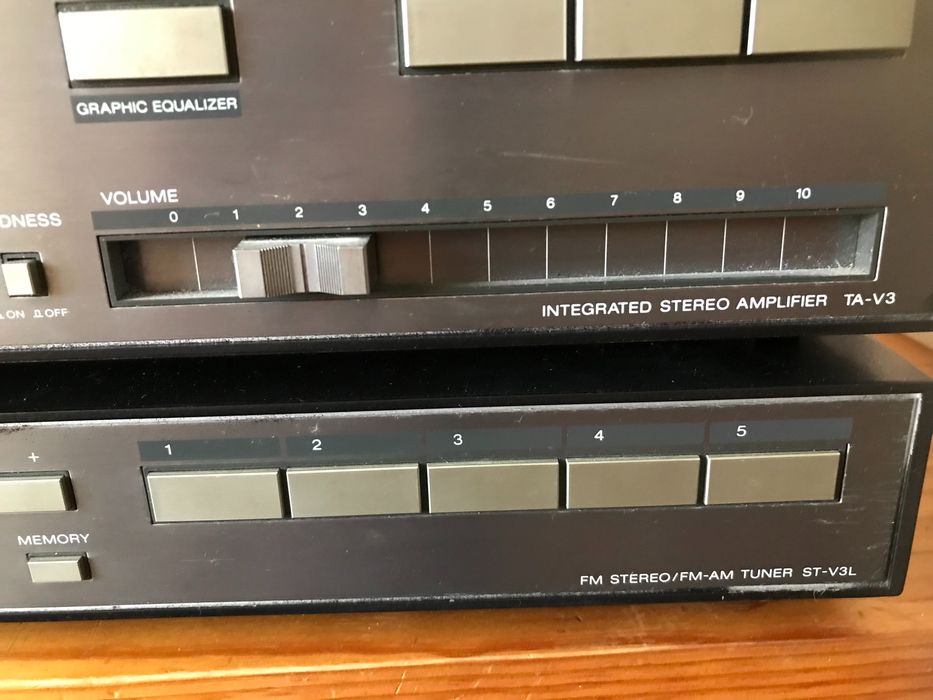 GRAPHIC EQUALIZER
VOLUME
0 1 2 3 4 5 6 7 8 9 10
DNESS
ON OFF
INTEGRATED STEREO AMPLIFIER TA-V3
1 2 3 4 5
+
MEMORY
FM STEREO/FM-AM TUNER ST-V3L